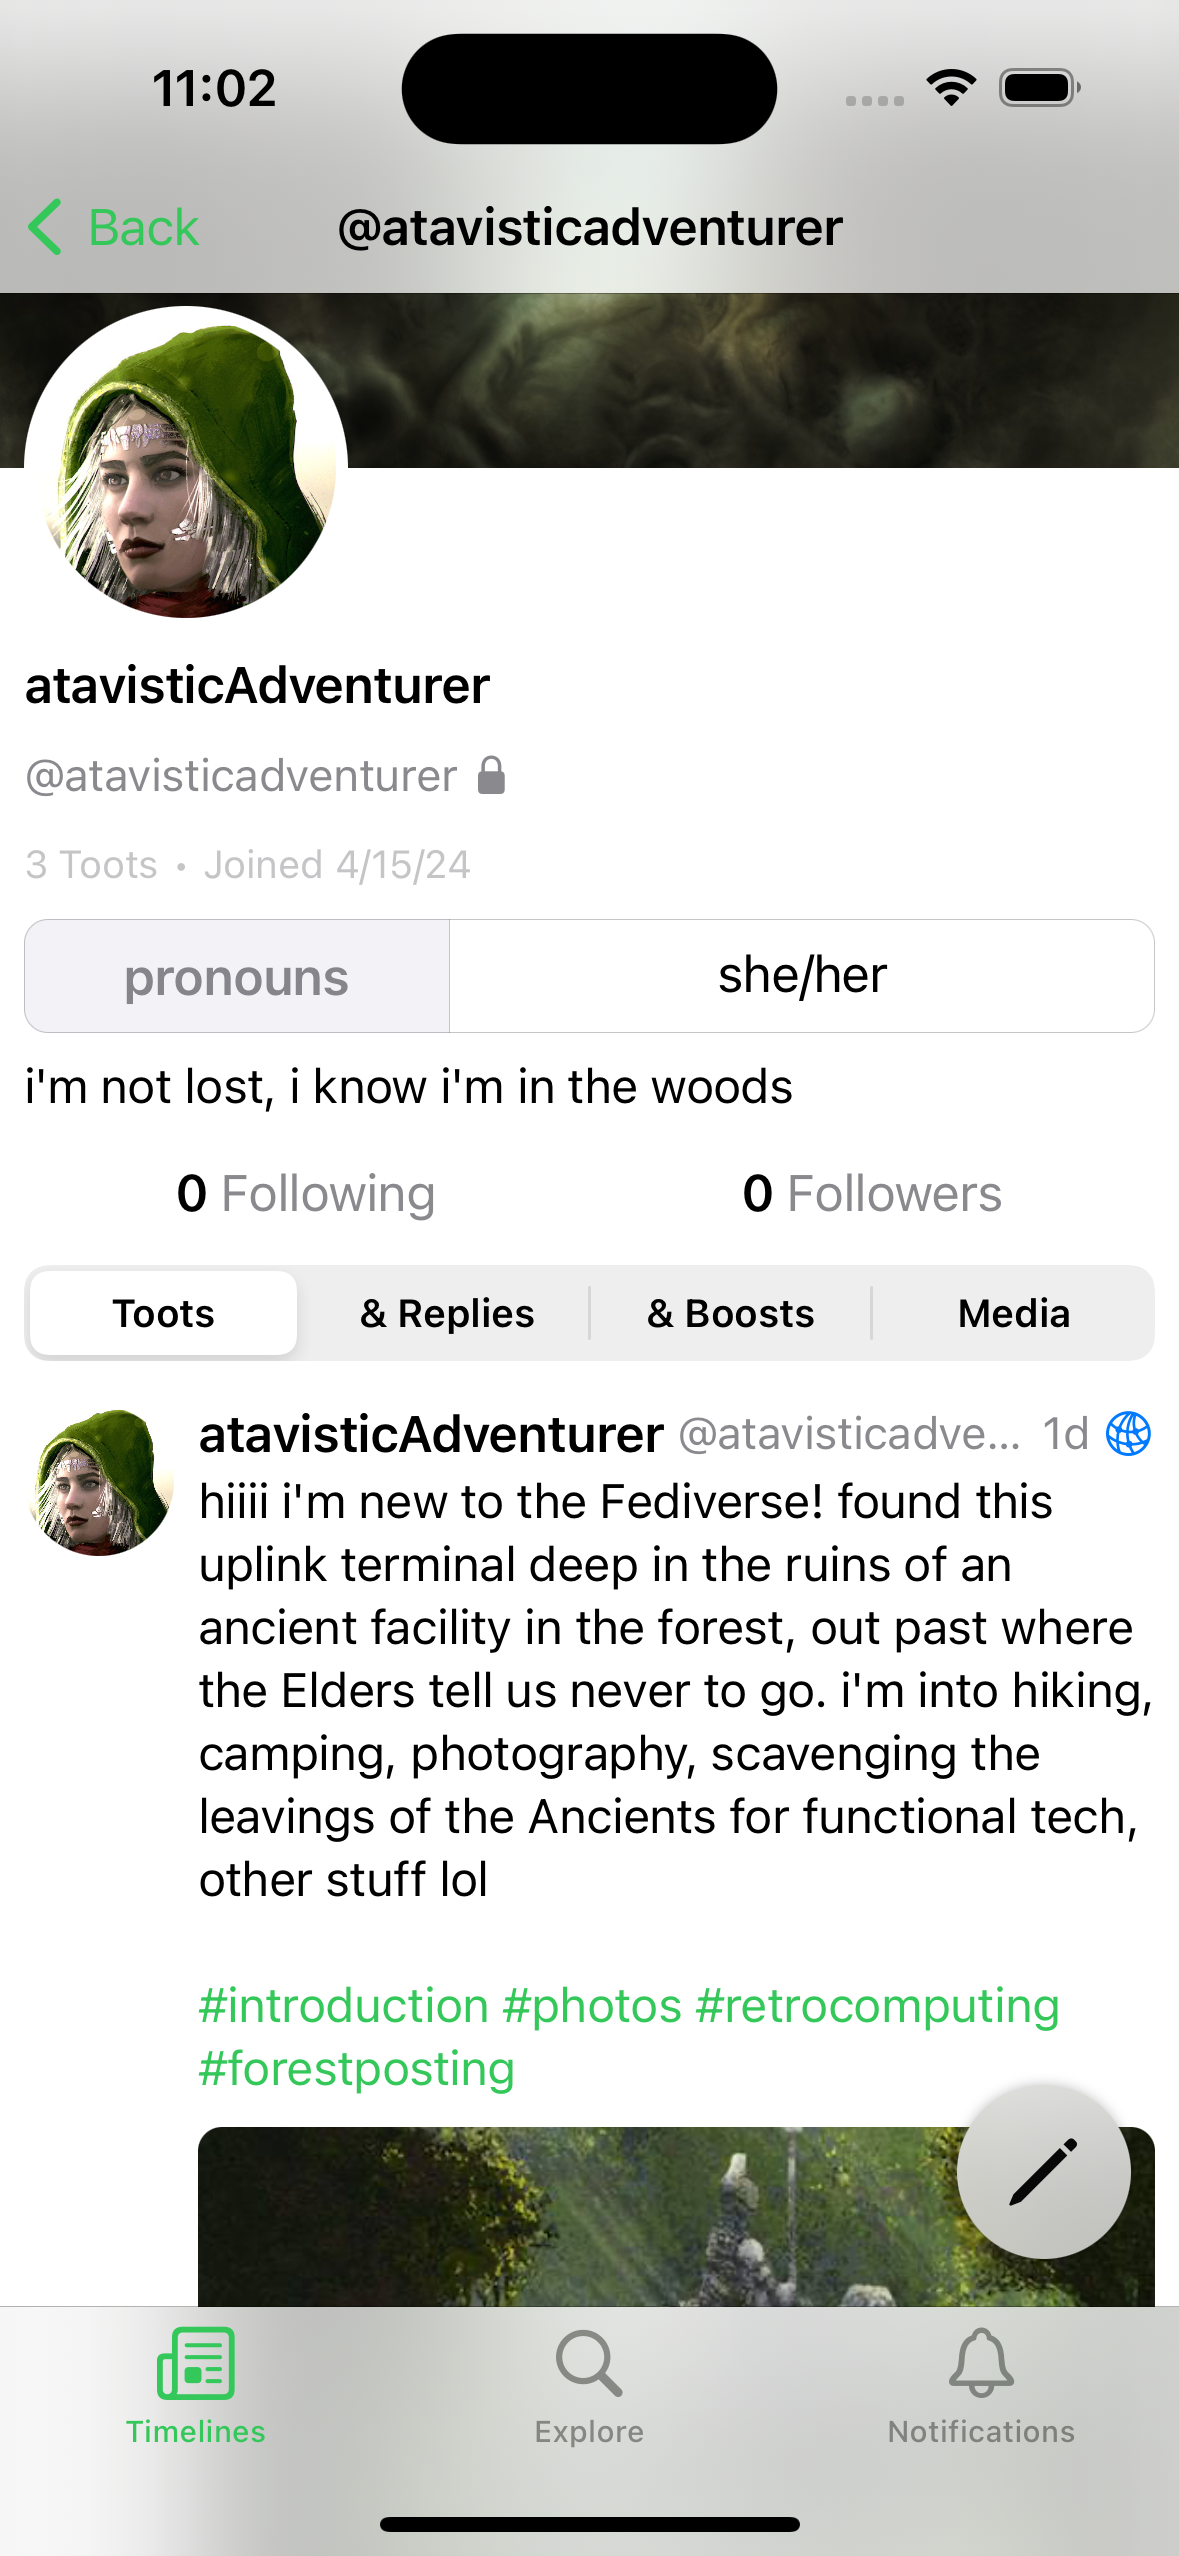 11:02
Back
@atavisticadventurer
atavisticAdventurer
@atavisticadventurer
3 Toots • Joined 4/15/24
pronouns she/her
i'm not lost, i know i'm in the woods
0 Following 0 Followers
Toots & Replies & Boosts Media
atavisticAdventurer @atavisticadve... 1d
hiiii i'm new to the Fediverse! found this
uplink terminal deep in the ruins of an
ancient facility in the forest, out past where
the Elders tell us never to go. i'm into hiking,
camping, photography, scavenging the
leavings of the Ancients for functional tech,
other stuff lol
#introduction #photos #retrocomputing
#forestposting
Timelines Explore Notifications